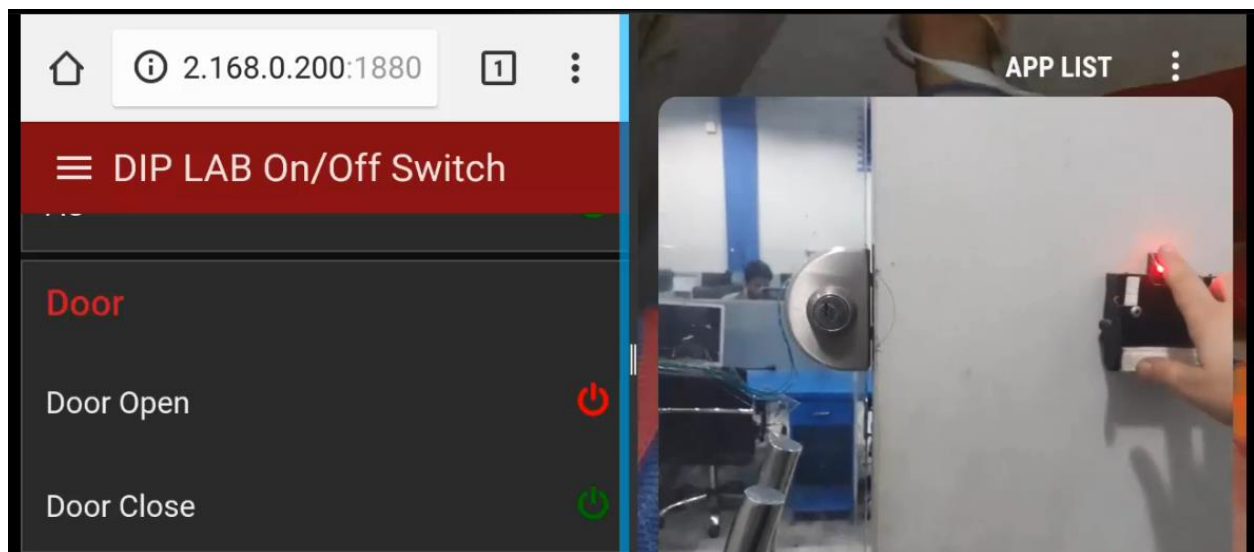 2.168.0.200:1880
1
DIP LAB On/Off Switch
Door
Door Open
Door Close
APP LIST